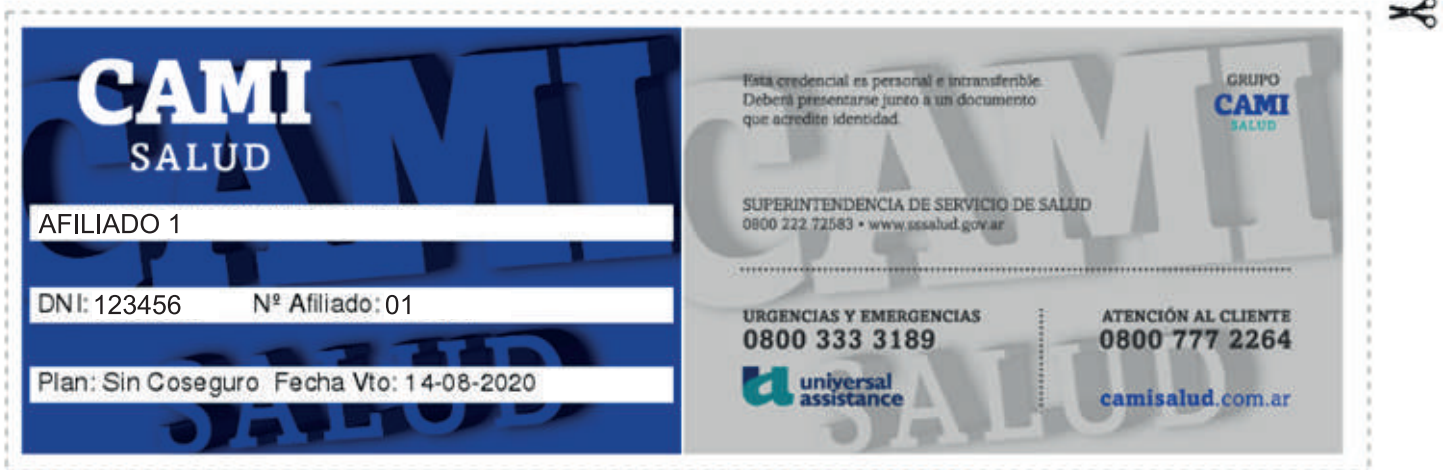 CAMI
SALUD
AFILIADO 1
DNI: 123456 Nº Afiliado: 01
Plan: Sin Coseguro Fecha Vto: 14-08-2020
Esta credencial es personal e intransferible.
Deberá presentarse junto a un documento
que acredite identidad.
GRUPO
CAMI
SALUD
SUPERINTENDENCIA DE SERVICIO DE SALUD
0800 222 72583 • www.sssalud.gov.ar
URGENCIAS Y EMERGENCIAS
0800 333 3189
universal
assistance
ATENCIÓN AL CLIENTE
0800 777 2264
camisalud.com.ar
CAMI
SALUD
CAMI
SALUD